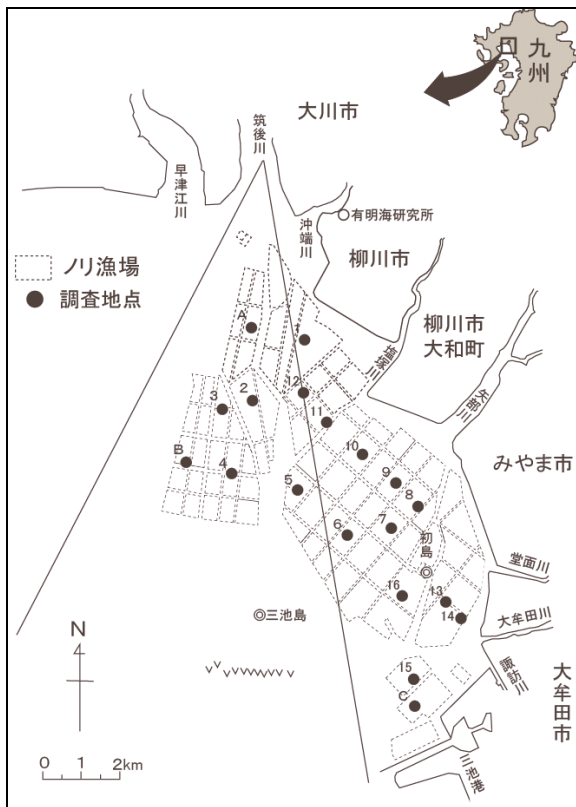 九州
大川市
筑後川
早津江川
有明海研究所
沖端川
柳川市
ノリ漁場
調査地点
柳川市
大和町
塩塚川
矢部川
みやま市
A
1
12
2
3
11
10
B
4
9
5
8
7
6
初島
堂面川
16
13
三池島
14
大牟田川
諏訪川
大牟田市
15
C
N
三池港
0 1 2km